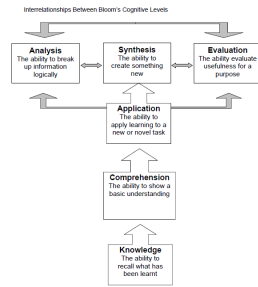 Interrelationships Between Bloom's Cognitive Levels
Analysis
The ability to break
up information
logically
Synthesis
The ability to
create something
new
Evaluation
The ability evaluate
usefulness for a
purpose
Application
The ability to
apply learning to a
new or novel task
Comprehension
The ability to show a
basic understanding
Knowledge
The ability to
recall what has
been learnt